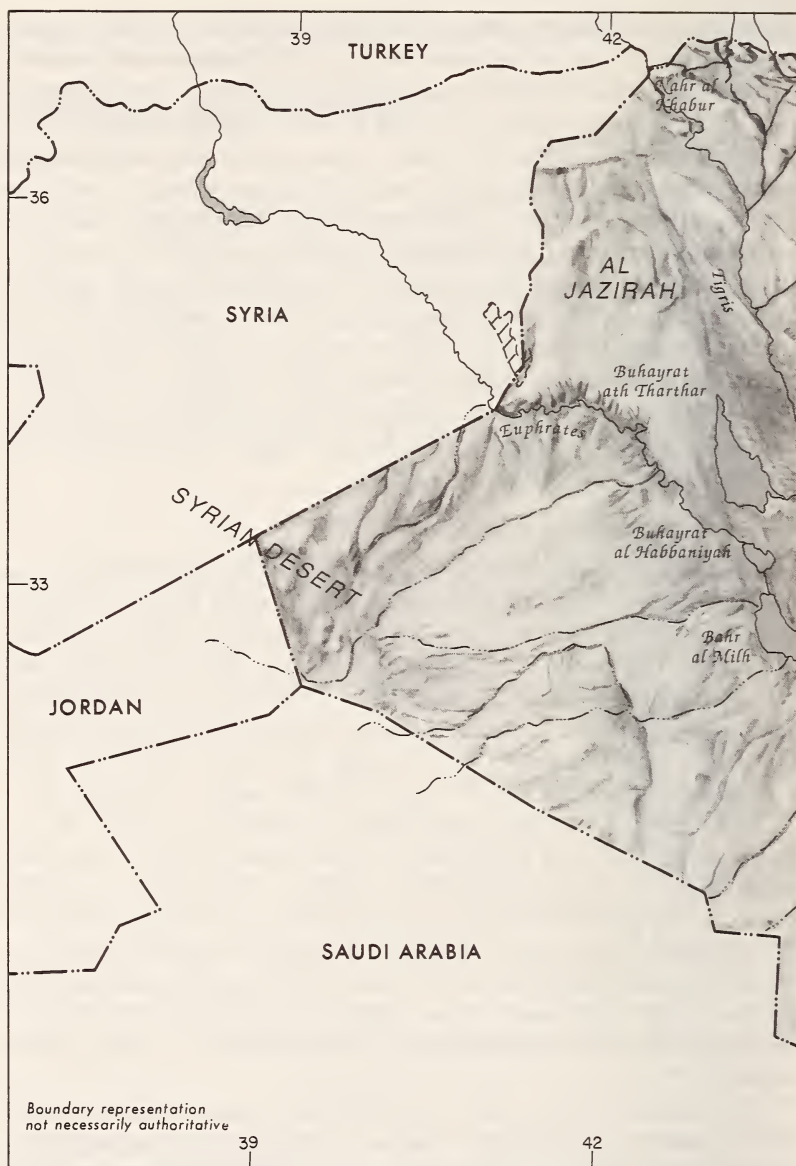 39
42
TURKEY
Nahr al
Khabur
36
AL
JAZIRAH
Tigris
SYRIA
Buhayrat
ath Tharthar
Euphrates
SYRIAN DESERT
Buhayrat
al Habbaniyah
33
Bahr
al Milh
JORDAN
SAUDI ARABIA
Boundary representation
not necessarily authoritative
39
42